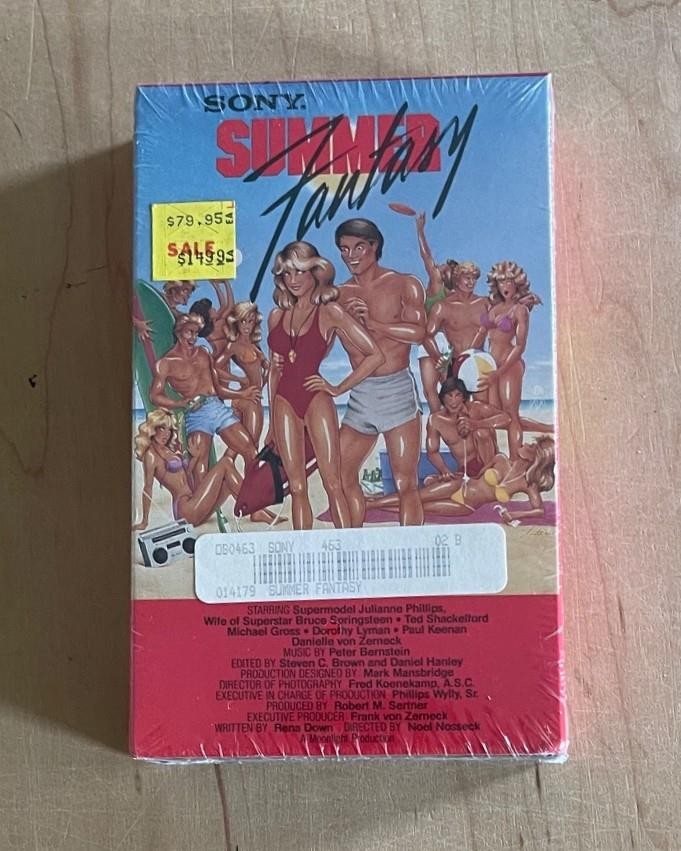 SONY.
SUMMER
Fantasy
$79.95 EA
SALE
$14.99 EA
080463 SONY 463 02 B
014179 SUMMER FANTASY
STARRING Supermodel Julianne Phillips,
Wife of Superstar Bruce Springsteen • Ted Shackelford
Michael Gross • Dorothy Lyman • Paul Keenan
Danielle von Zerneck
MUSIC BY Peter Bernstein
EDITED BY Steven C. Brown and Daniel Hanley
PRODUCTION DESIGNED BY Mark Mansbridge
DIRECTOR OF PHOTOGRAPHY Fred Koenekamp, A.S.C.
EXECUTIVE IN CHARGE OF PRODUCTION Phillips Wylly, Sr.
PRODUCED BY Robert M. Sertner
EXECUTIVE PRODUCER Frank von Zerneck
WRITTEN BY Rena Down DIRECTED BY Noel Nosseck
A Moonlight Production